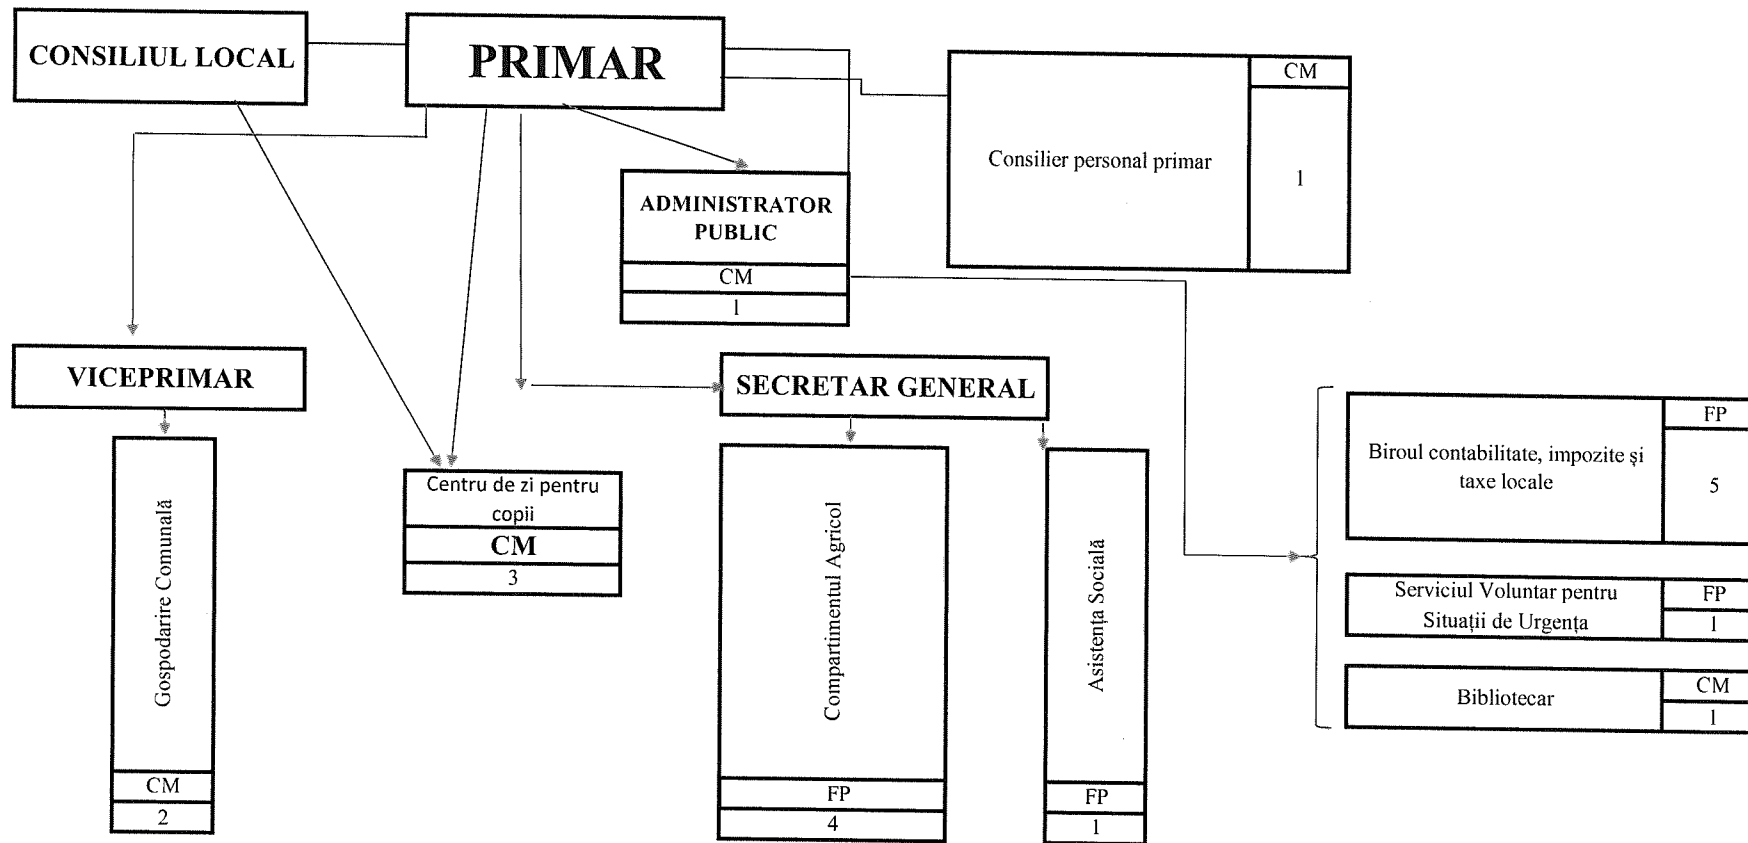 CONSILIUL LOCAL
PRIMAR
CM
Consilier personal primar
1
ADMINISTRATOR
PUBLIC
CM
1
VICEPRIMAR
SECRETAR GENERAL
Gospodarire Comunală
CM
2
Centru de zi pentru
copii
CM
3
Compartimentul Agricol
FP
4
Asistența Socială
FP
1
FP
Biroul contabilitate, impozite și
taxe locale
5
Serviciul Voluntar pentru
Situații de Urgența
FP
1
Bibliotecar
CM
1